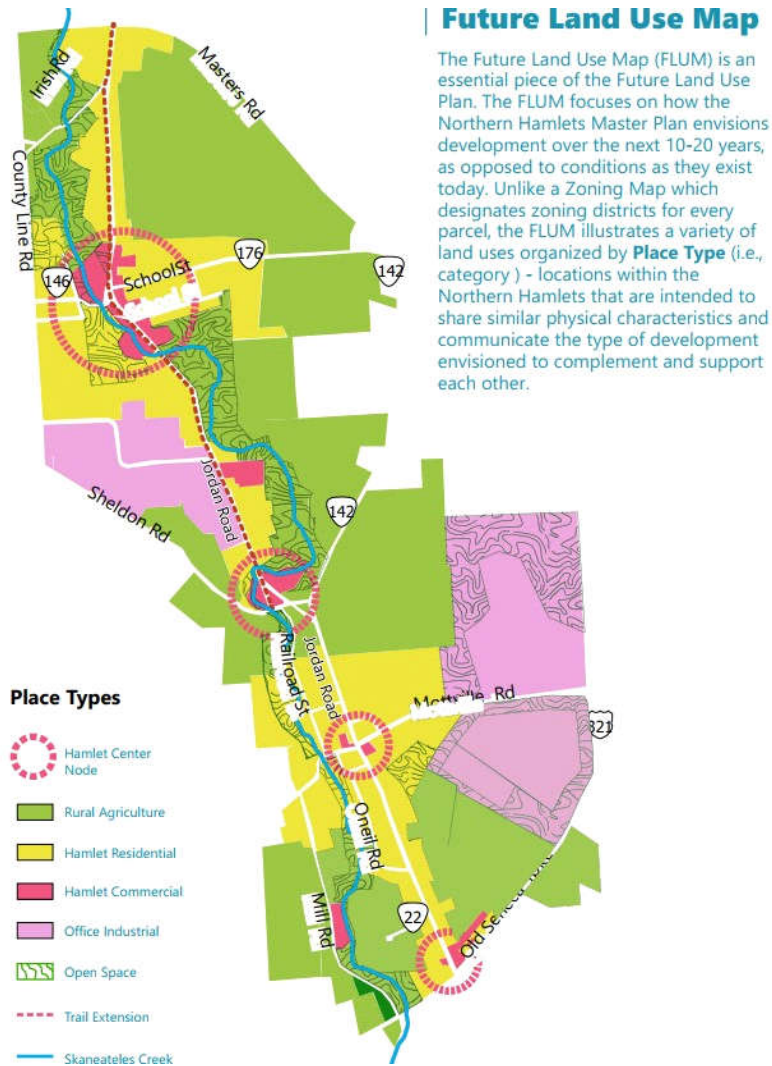 Future Land Use Map
The Future Land Use Map (FLUM) is an
essential piece of the Future Land Use
Plan. The FLUM focuses on how the
Northern Hamlets Master Plan envisions
development over the next 10-20 years,
as opposed to conditions as they exist
today. Unlike a Zoning Map which
designates zoning districts for every
parcel, the FLUM illustrates a variety of
land uses organized by Place Type (i.e.,
category ) - locations within the
Northern Hamlets that are intended to
share similar physical characteristics and
communicate the type of development
envisioned to complement and support
each other.
IrishRd
Masters Rd
County Line Rd
146
SchoolSt
176
142
Jordan Road
Sheldon Rd
142
Railroad St
Jordan Road
Rd
Oneil Rd
Mill Rd
22
Old
Place Types
Hamlet Center
Node
Rural Agriculture
Hamlet Residential
Hamlet Commercial
Office Industrial
Open Space
Trail Extension
Skaneateles Creek